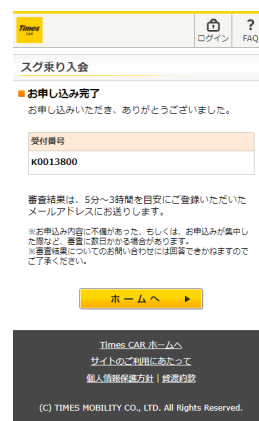 Times
CAR
ログイン
?
FAQ
スグ乗り入会
お申し込み完了
お申し込みいただき、ありがとうございました。
受付番号
K0013800
審査結果は、5分~3時間を目安にご登録いただいた
メールアドレスにお送りします。
※お申込み内容に不備があった、もしくは、お申込みが集中し
た際など、審査に数日かかる場合があります。
※審査結果についてのお問い合わせには回答できかねますので
ご了承ください。
ホームへ
Times CAR ホームへ
サイトのご利用にあたって
個人情報保護方針 | 貸渡約款
(C) TIMES MOBILITY CO., LTD. All Rights Reserved.